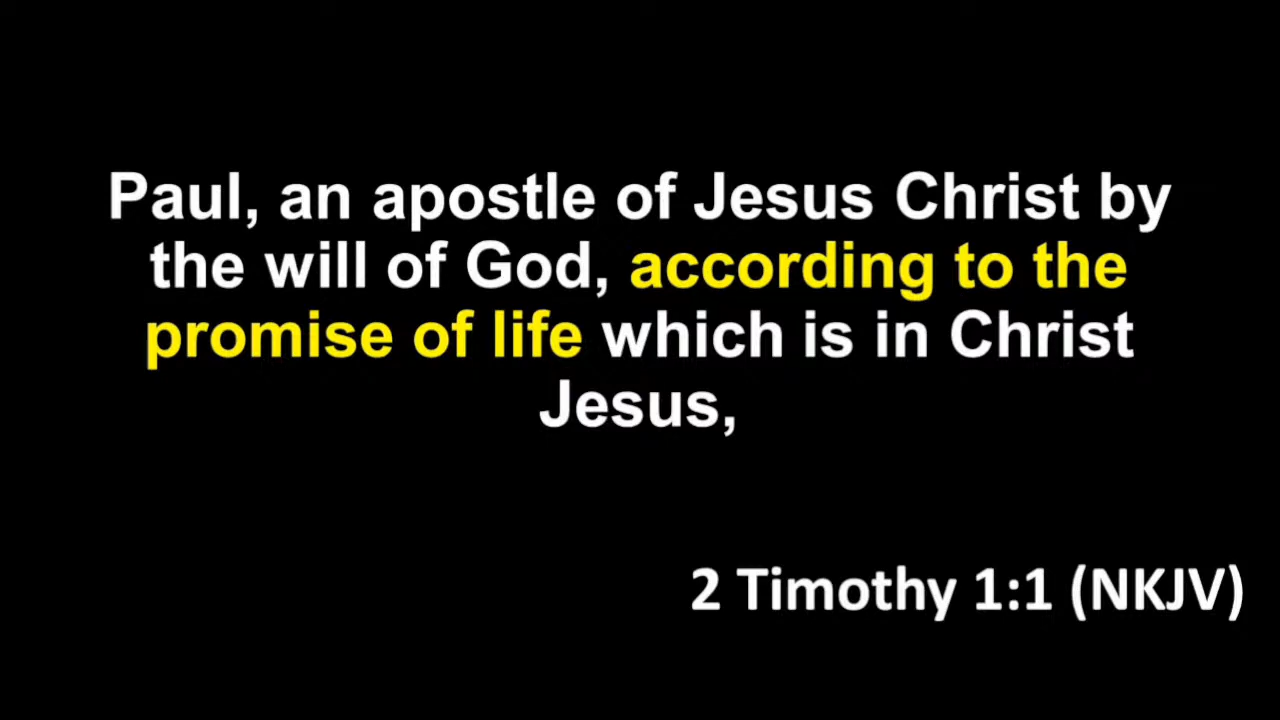 Paul, an apostle of Jesus Christ by
the will of God, according to the
promise of life which is in Christ
Jesus,
2 Timothy 1:1 (NKJV)